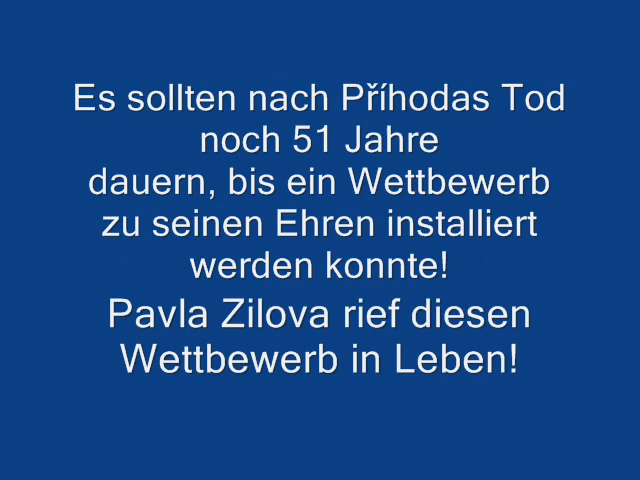 Es sollten nach Příhodas Tod
noch 51 Jahre
dauern, bis ein Wettbewerb
zu seinen Ehren installiert
werden konnte!
Pavla Zilova rief diesen
Wettbewerb in Leben!